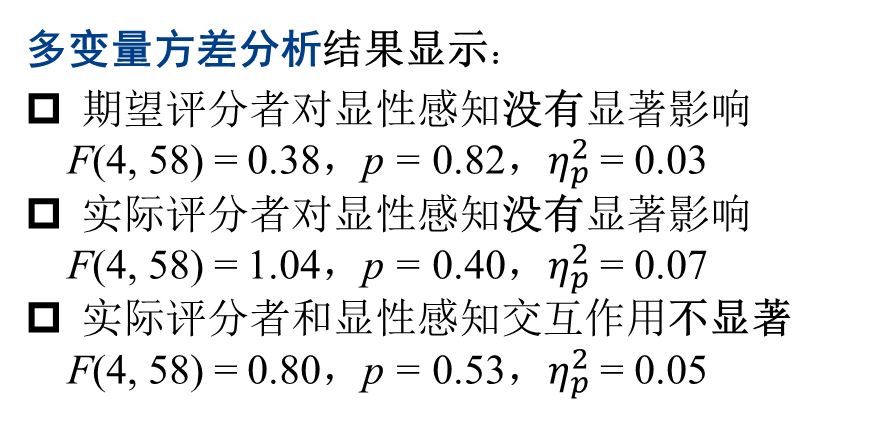 多变量方差分析结果显示：
期望评分者对显性感知没有显著影响
F(4, 58) = 0.38，p = 0.82，η²ₚ = 0.03
实际评分者对显性感知没有显著影响
F(4, 58) = 1.04，p = 0.40，η²ₚ = 0.07
实际评分者和显性感知交互作用不显著
F(4, 58) = 0.80，p = 0.53，η²ₚ = 0.05